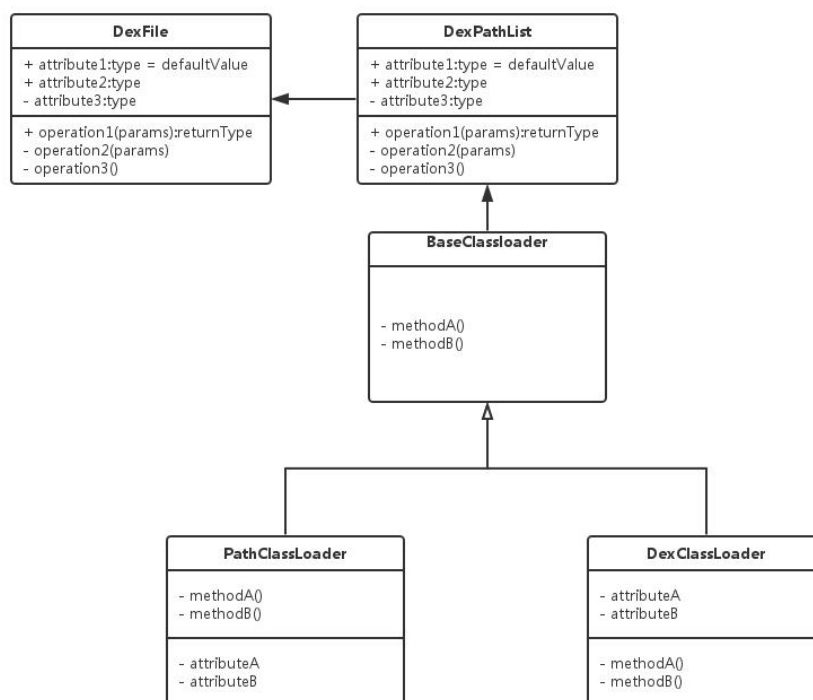 DexFile
+ attribute1:type = defaultValue
+ attribute2:type
- attribute3:type
+ operation1(params):returnType
- operation2(params)
- operation3()
DexPathList
+ attribute1:type = defaultValue
+ attribute2:type
- attribute3:type
+ operation1(params):returnType
- operation2(params)
- operation3()
BaseClassloader
- methodA()
- methodB()
PathClassLoader
- methodA()
- methodB()
- attributeA
- attributeB
DexClassLoader
- attributeA
- attributeB
- methodA()
- methodB()